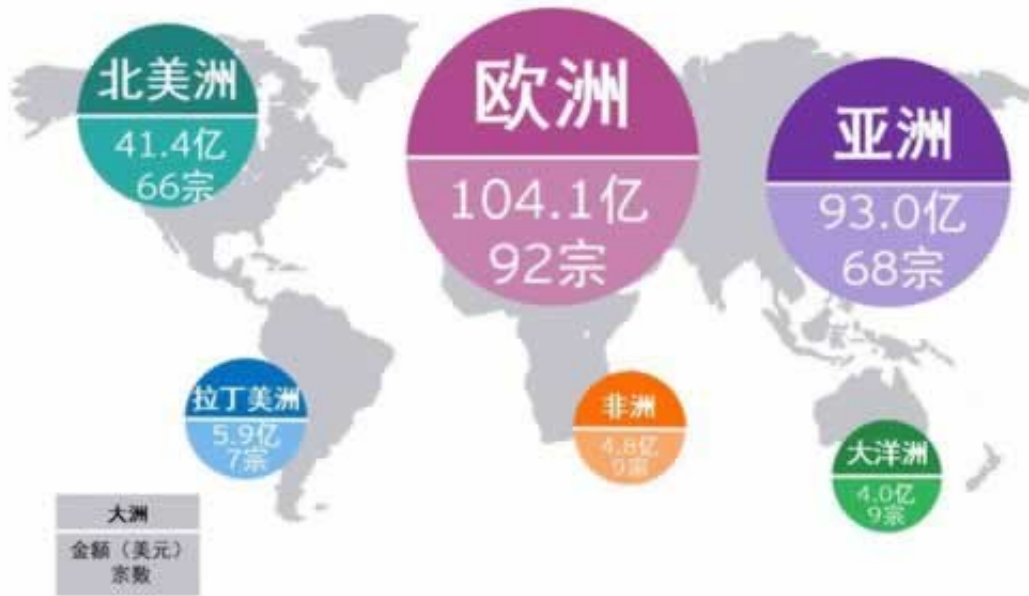 北美洲
41.4亿
66宗
欧洲
104.1亿
92宗
亚洲
93.0亿
68宗
拉丁美洲
5.9亿
7宗
非洲
4.8亿
9宗
大洋洲
4.0亿
9宗
大洲
金额（美元）
宗数